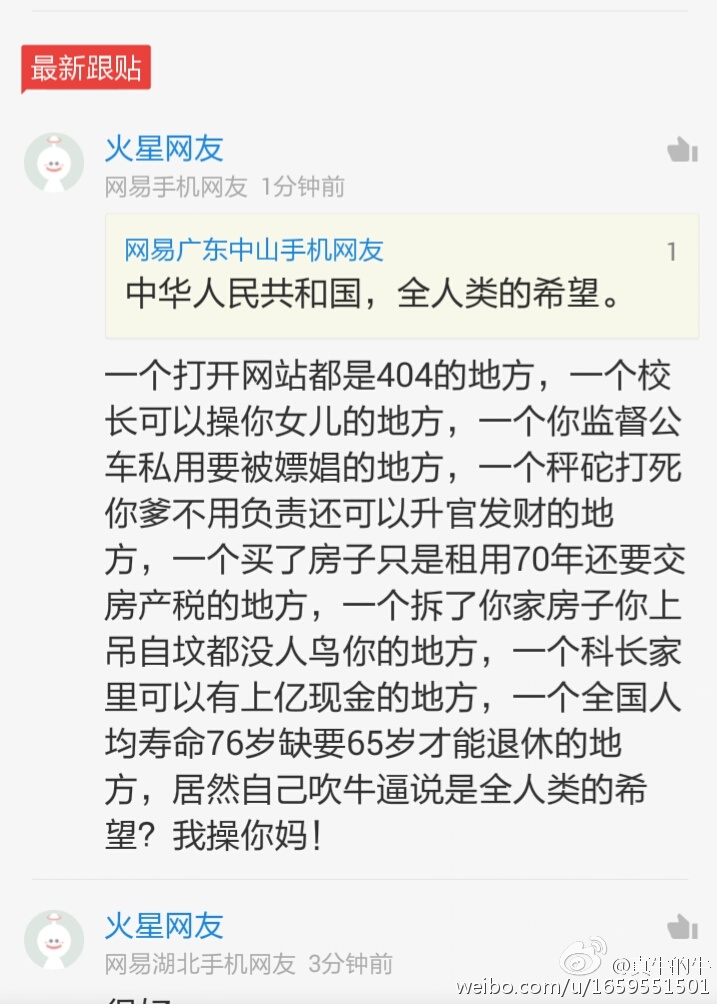 最新跟贴
火星网友
网易手机网友 1分钟前
网易广东中山手机网友 1
中华人民共和国，全人类的希望。
一个打开网站都是404的地方，一个校
长可以操你女儿的地方，一个你监督公
车私用要被嫖娼的地方，一个秤砣打死
你爹不用负责还可以升官发财的地
方，一个买了房子只是租用70年还要交
房产税的地方，一个拆了你家房子你上
吊自坟都没人鸟你的地方，一个科长家
里可以有上亿现金的地方，一个全国人
均寿命76岁缺要65岁才能退休的地
方，居然自己吹牛逼说是全人类的希
望？我操你妈！
火星网友
网易湖北手机网友 3分钟前
@真牛的牛
weibo.com/u/1659551501